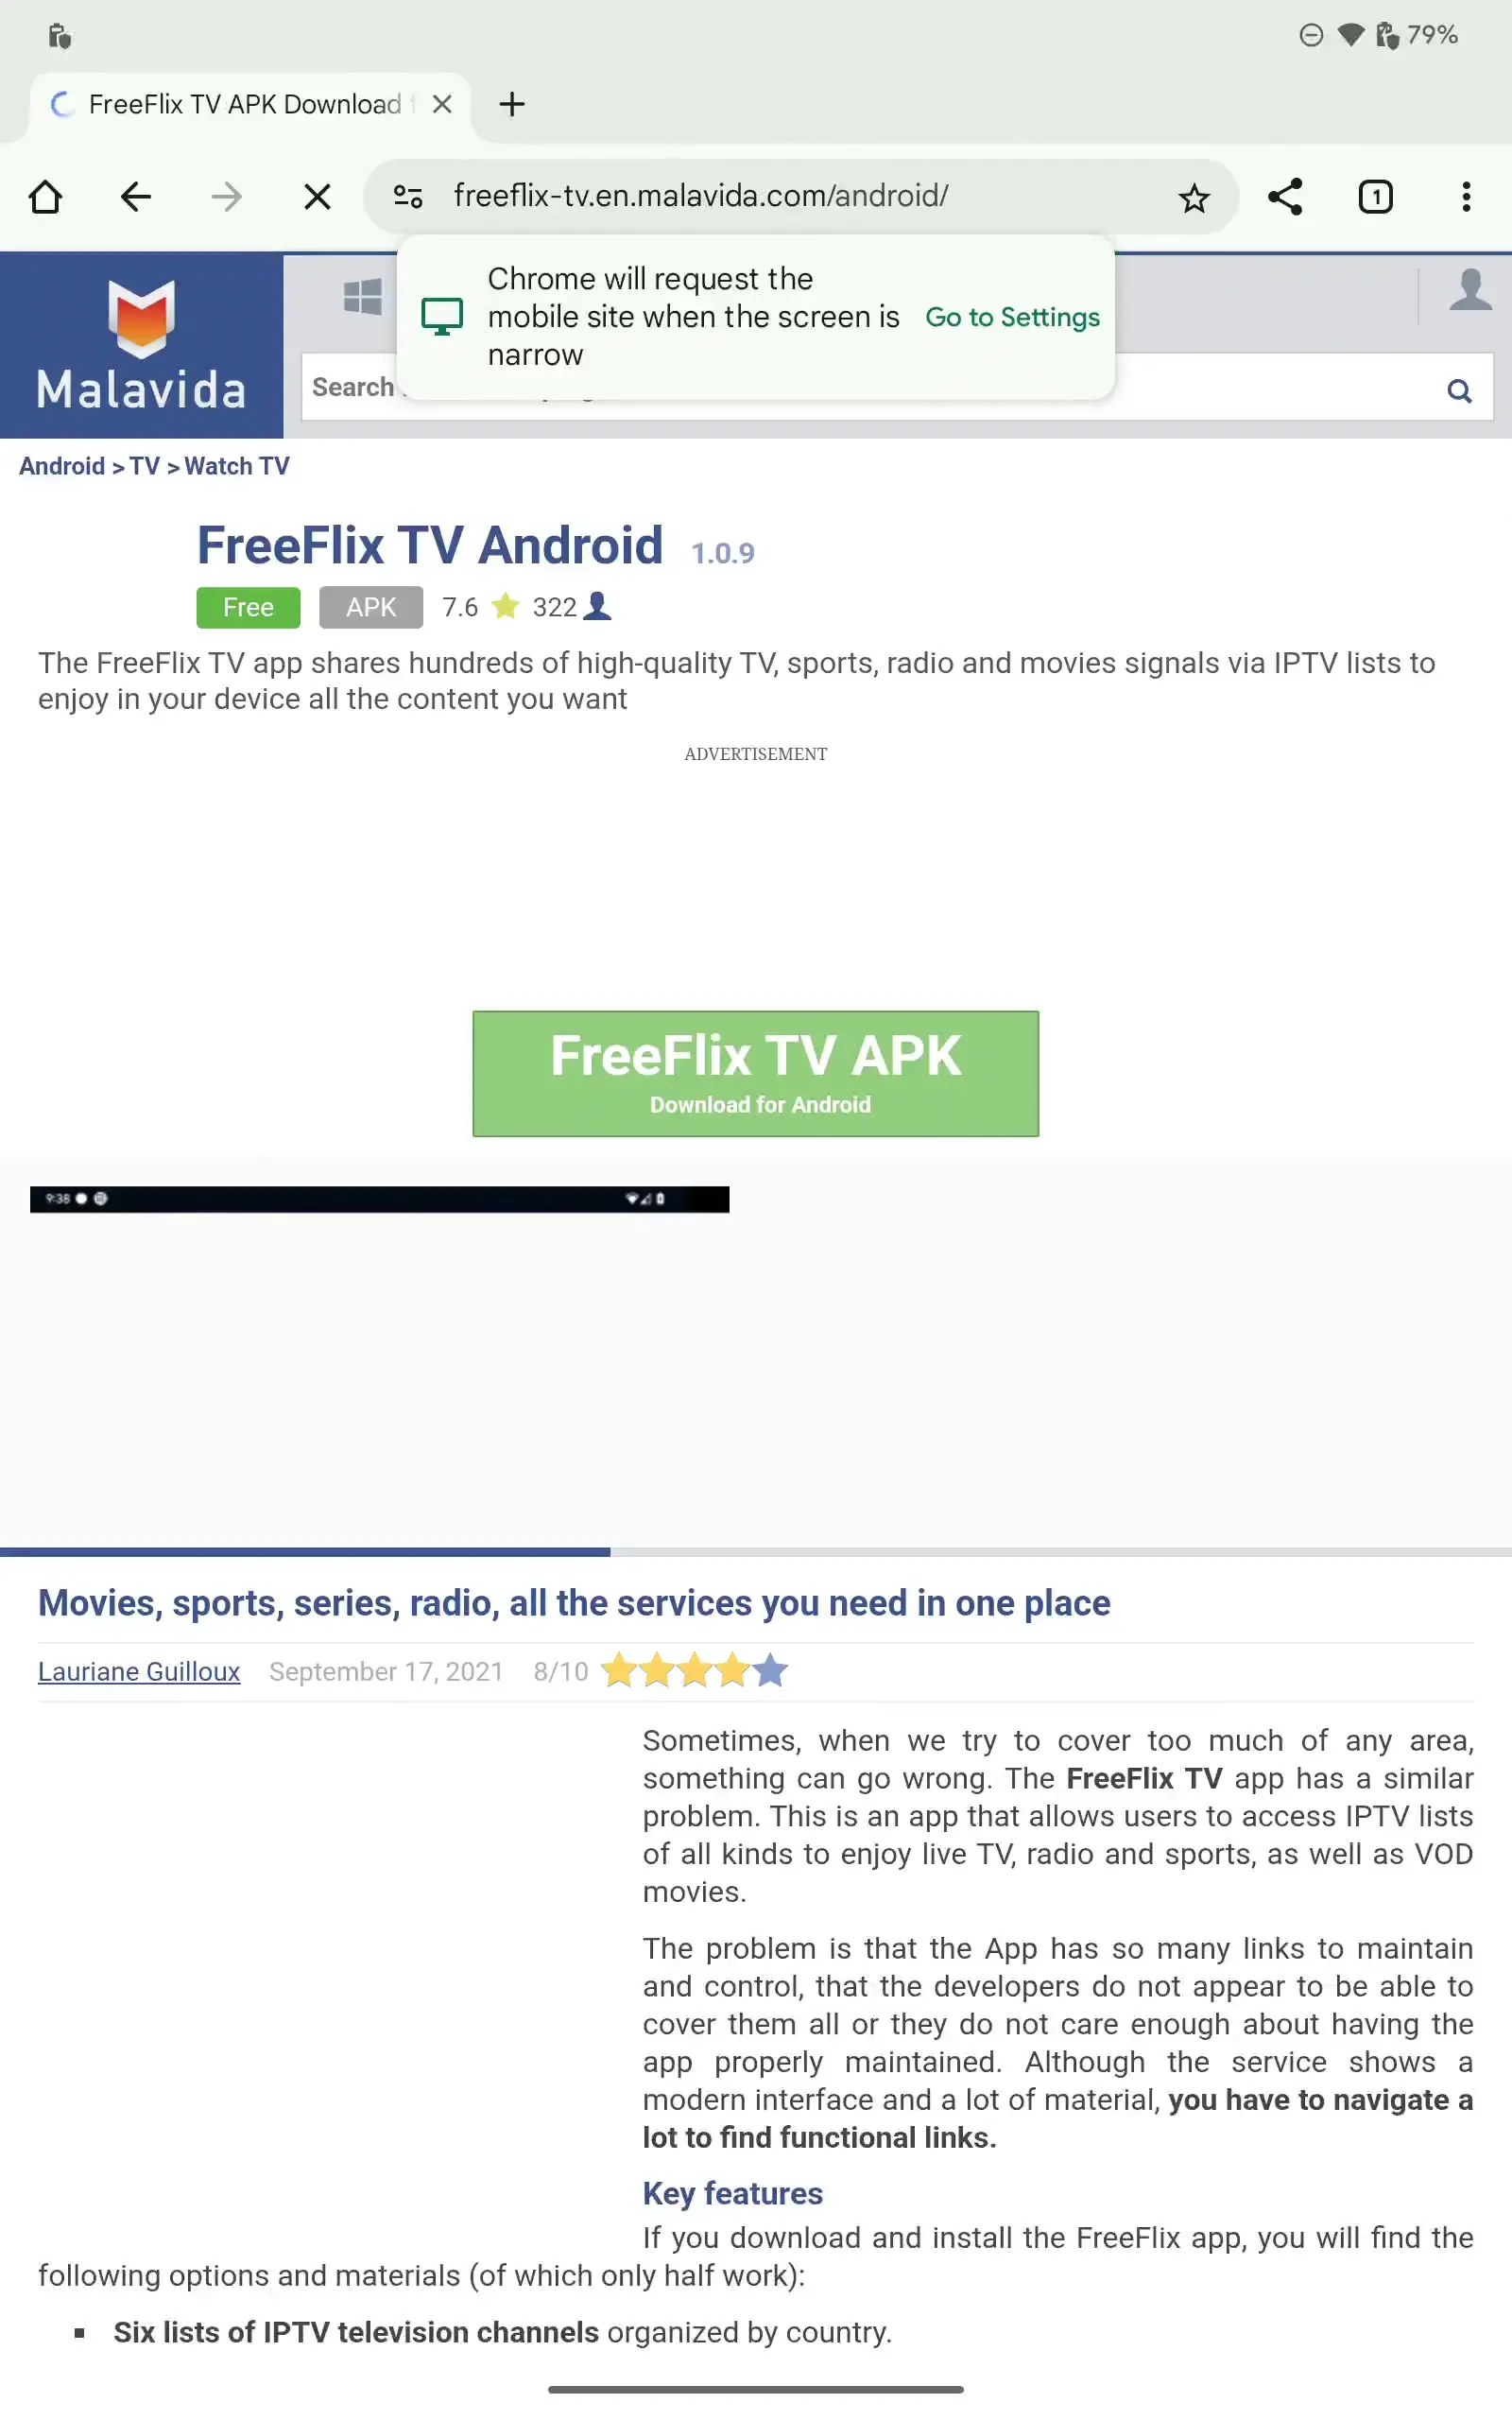 79%
FreeFlix TV APK Download
freeflix-tv.en.malavida.com/android/
1
Chrome will request the
mobile site when the screen is
narrow
Go to Settings
Malavida
Search
Android > TV > Watch TV
FreeFlix TV Android 1.0.9
Free APK 7.6 322
The FreeFlix TV app shares hundreds of high-quality TV, sports, radio and movies signals via IPTV lists to
enjoy in your device all the content you want
ADVERTISEMENT
FreeFlix TV APK
Download for Android
9:38
Movies, sports, series, radio, all the services you need in one place
Lauriane Guilloux September 17, 2021 8/10
Sometimes, when we try to cover too much of any area,
something can go wrong. The FreeFlix TV app has a similar
problem. This is an app that allows users to access IPTV lists
of all kinds to enjoy live TV, radio and sports, as well as VOD
movies.
The problem is that the App has so many links to maintain
and control, that the developers do not appear to be able to
cover them all or they do not care enough about having the
app properly maintained. Although the service shows a
modern interface and a lot of material, you have to navigate a
lot to find functional links.
Key features
If you download and install the FreeFlix app, you will find the
following options and materials (of which only half work):
▪ Six lists of IPTV television channels organized by country.